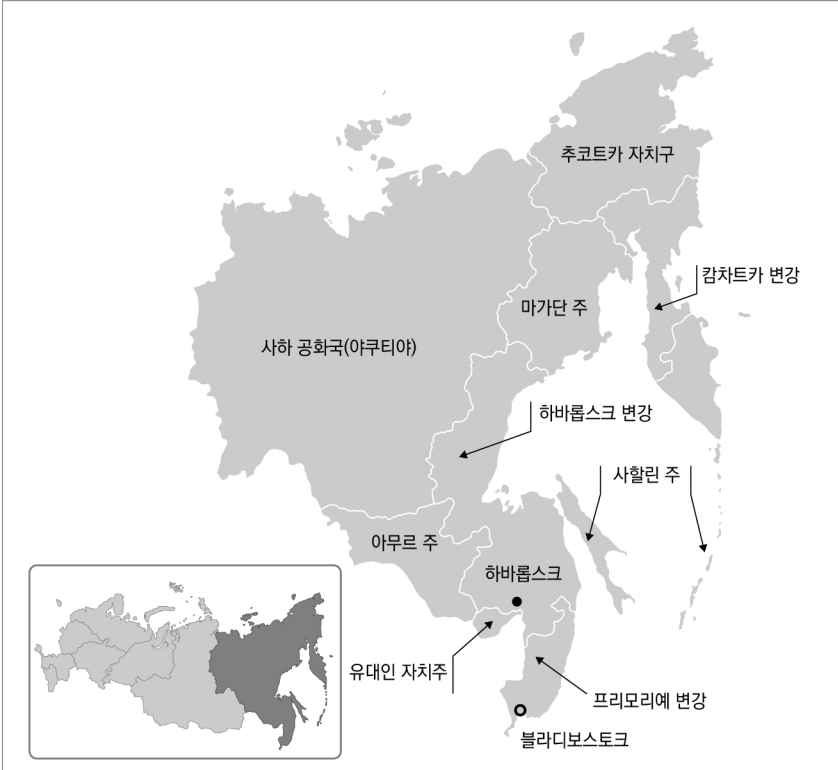 추코트카 자치구
캄차트카 변강
마가단 주
사하 공화국(야쿠티야)
하바롭스크 변강
사할린 주
아무르 주
하바롭스크
유대인 자치주
프리모리예 변강
블라디보스토크